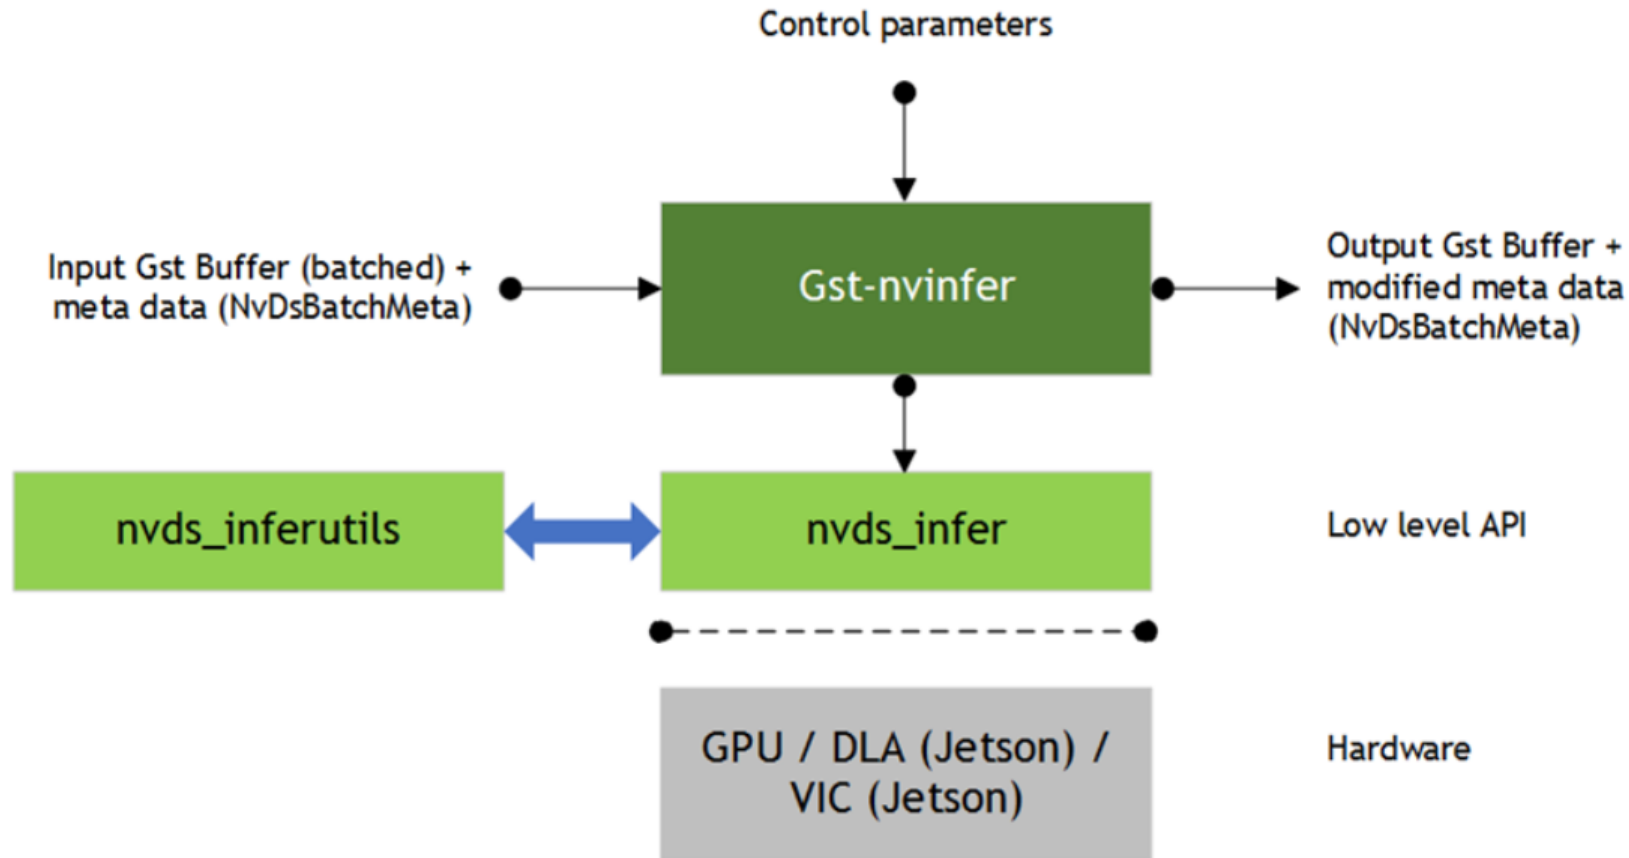 Control parameters
Input Gst Buffer (batched) +
meta data (NvDsBatchMeta)
Gst-nvinfer
Output Gst Buffer +
modified meta data
(NvDsBatchMeta)
nvds_inferutils
nvds_infer
Low level API
GPU / DLA (Jetson) /
VIC (Jetson)
Hardware